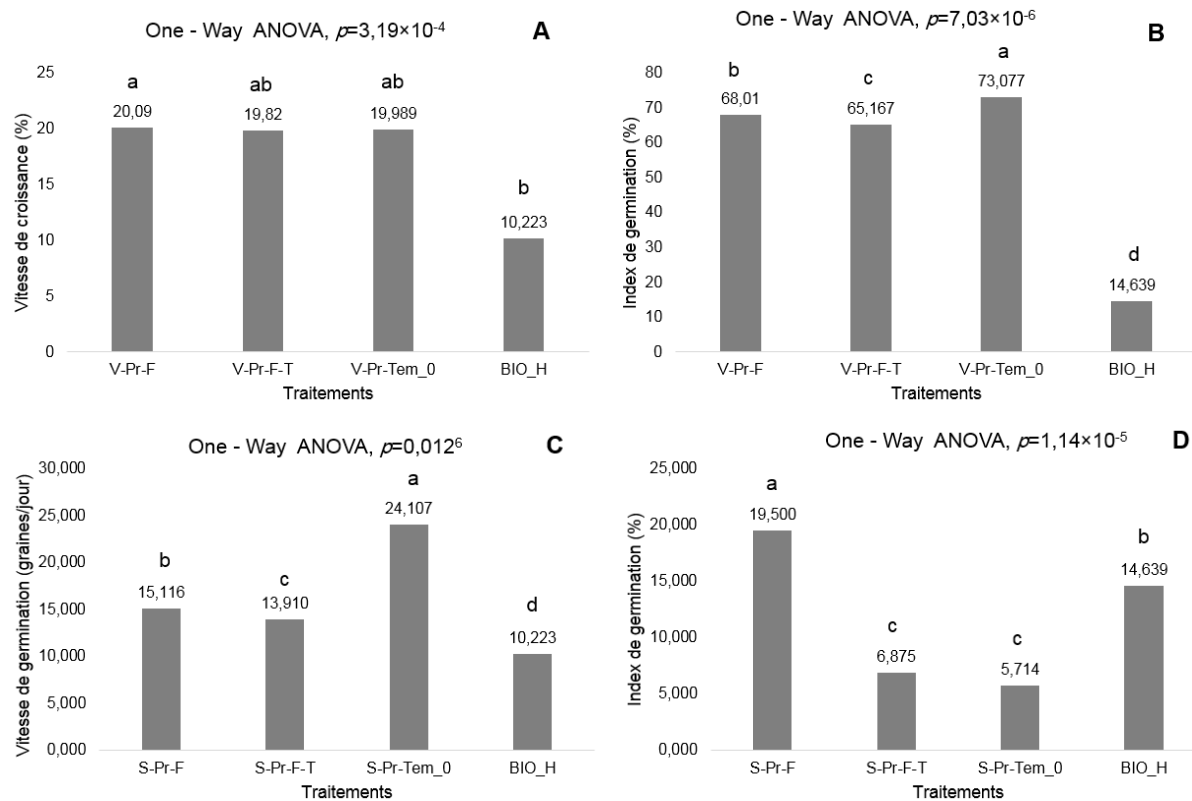 One - Way ANOVA, p=3,19×10⁻⁴
A
Vitesse de croissance (%)
25
20
15
10
5
0
a
ab
ab
b
20,09
19,82
19,989
10,223
V-Pr-F
V-Pr-F-T
V-Pr-Tem_0
BIO_H
Traitements
One - Way ANOVA, p=7,03×10⁻⁶
B
Index de germination (%)
80
70
60
50
40
30
20
10
0
b
c
a
d
68,01
65,167
73,077
14,639
V-Pr-F
V-Pr-F-T
V-Pr-Tem_0
BIO_H
Traitements
One - Way ANOVA, p=0,012⁶
C
Vitesse de germination (graines/jour)
30,000
25,000
20,000
15,000
10,000
5,000
0,000
b
c
a
d
15,116
13,910
24,107
10,223
S-Pr-F
S-Pr-F-T
S-Pr-Tem_0
BIO_H
Traitements
One - Way ANOVA, p=1,14×10⁻⁵
D
Index de germination (%)
25,000
20,000
15,000
10,000
5,000
0,000
a
c
c
b
19,500
6,875
5,714
14,639
S-Pr-F
S-Pr-F-T
S-Pr-Tem_0
BIO_H
Traitements